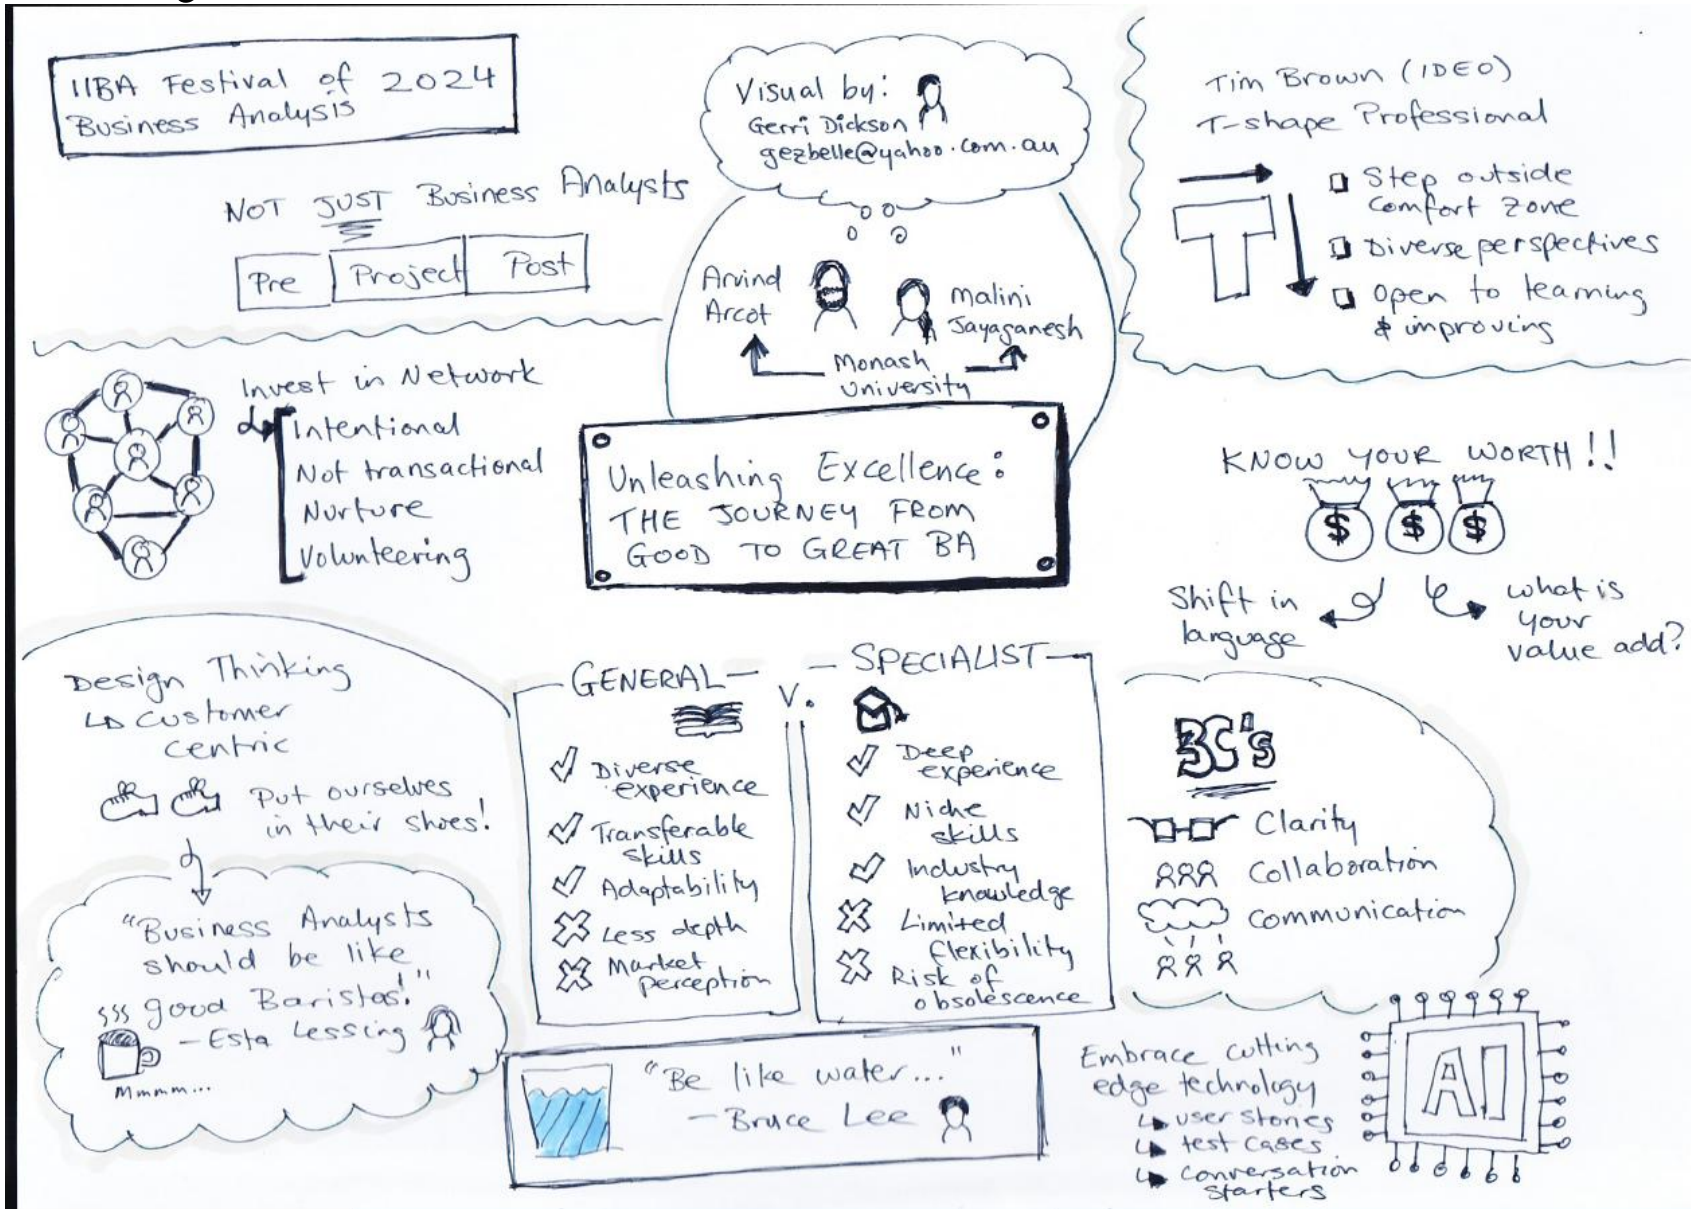 IIBA Festival of 2024
Business Analysis
NOT JUST Business Analysts
Pre Project Post
Visual by:
Gerri Dickson
gezbelle@yahoo.com.au
Arvind
Arcot
Malini
Jayaganesh
Monash
University
Tim Brown (IDEO)
T-shape Professional
T
Step outside
comfort zone
Diverse perspectives
Open to learning
& improving
Invest in Network
Intentional
Not transactional
Nurture
Volunteering
Unleashing Excellence:
THE JOURNEY FROM
GOOD TO GREAT BA
KNOW YOUR WORTH!!
$ $ $
Shift in
language
what is
your
value add?
Design Thinking
Customer
centric
Put ourselves
in their shoes!
"Business Analysts
should be like
good Baristas!"
- Esta Lessing
Mmmm...
GENERAL
Diverse
experience
Transferable
skills
Adaptability
Less depth
Market
perception
V.
SPECIALIST
Deep
experience
Niche
skills
Industry
knowledge
Limited
flexibility
Risk of
obsolescence
3C's
Clarity
Collaboration
Communication
"Be like water..."
- Bruce Lee
Embrace cutting
edge technology
user stories
test cases
conversation
starters
AI